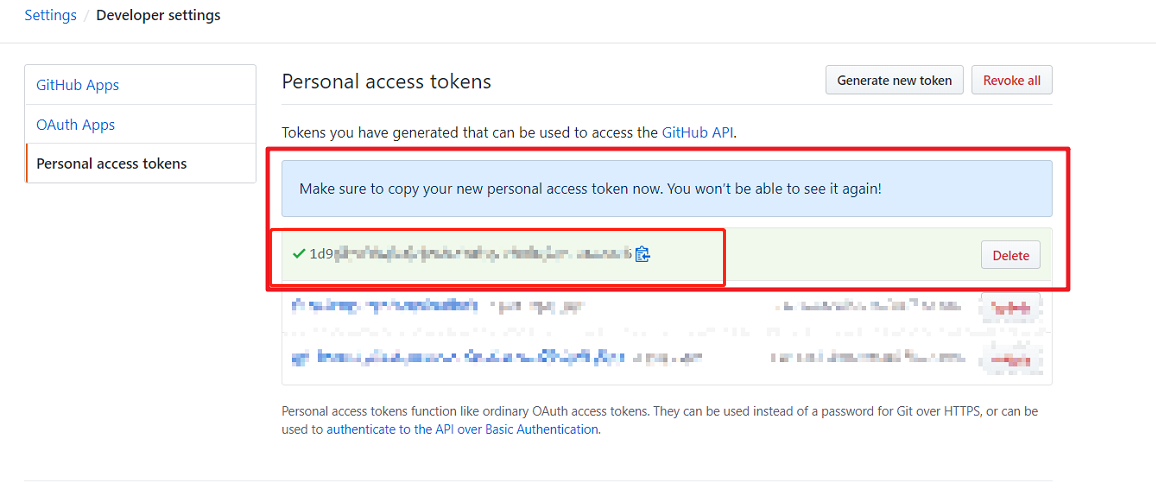 Settings / Developer settings
GitHub Apps
OAuth Apps
Personal access tokens
Personal access tokens
Generate new token
Revoke all
Tokens you have generated that can be used to access the GitHub API.
Make sure to copy your new personal access token now. You won't be able to see it again!
1d9
Delete
Personal access tokens function like ordinary OAuth access tokens. They can be used instead of a password for Git over HTTPS, or can be
used to authenticate to the API over Basic Authentication.